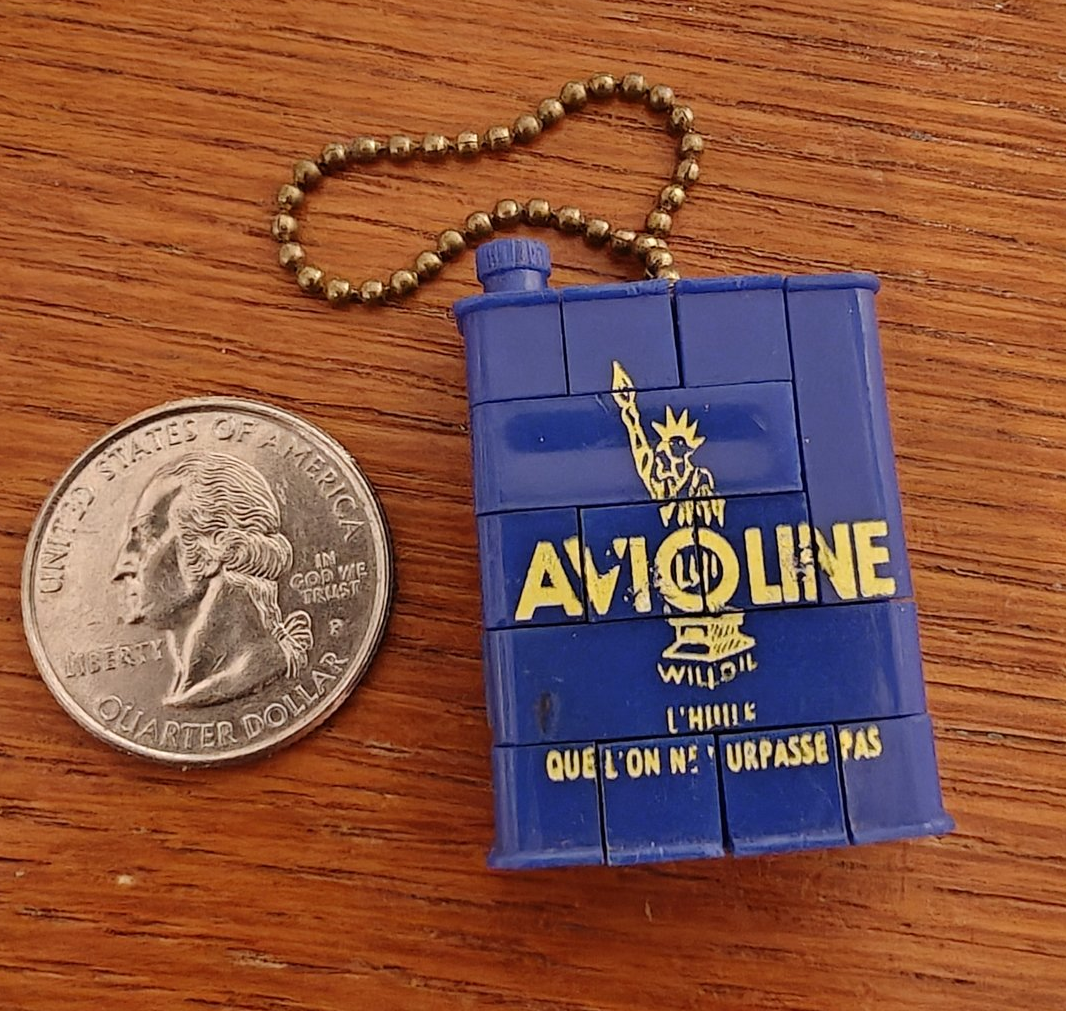 UNITED STATES OF AMERICA
IN
GOD WE
TRUST
P
LIBERTY
QUARTER DOLLAR
AVIOLINE
WILLOIL
L'HUILE
QUE L'ON NE URPASSE PAS